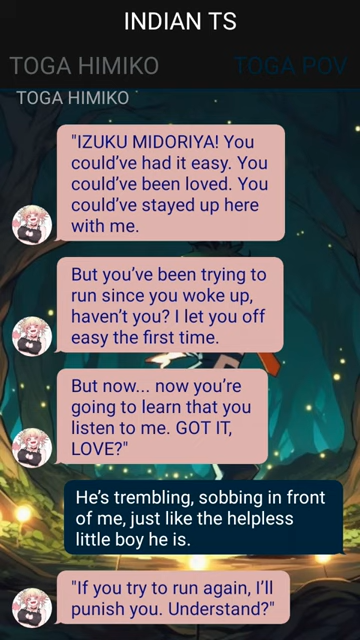 INDIAN TS
TOGA HIMIKO
TOGA POV
TOGA HIMIKO
"IZUKU MIDORIYA! You
could've had it easy. You
could've been loved. You
could've stayed up here
with me.
But you've been trying to
run since you woke up,
haven't you? I let you off
easy the first time.
But now... now you're
going to learn that you
listen to me. GOT IT,
LOVE?"
He's trembling, sobbing in front
of me, just like the helpless
little boy he is.
"If you try to run again, I'll
punish you. Understand?"